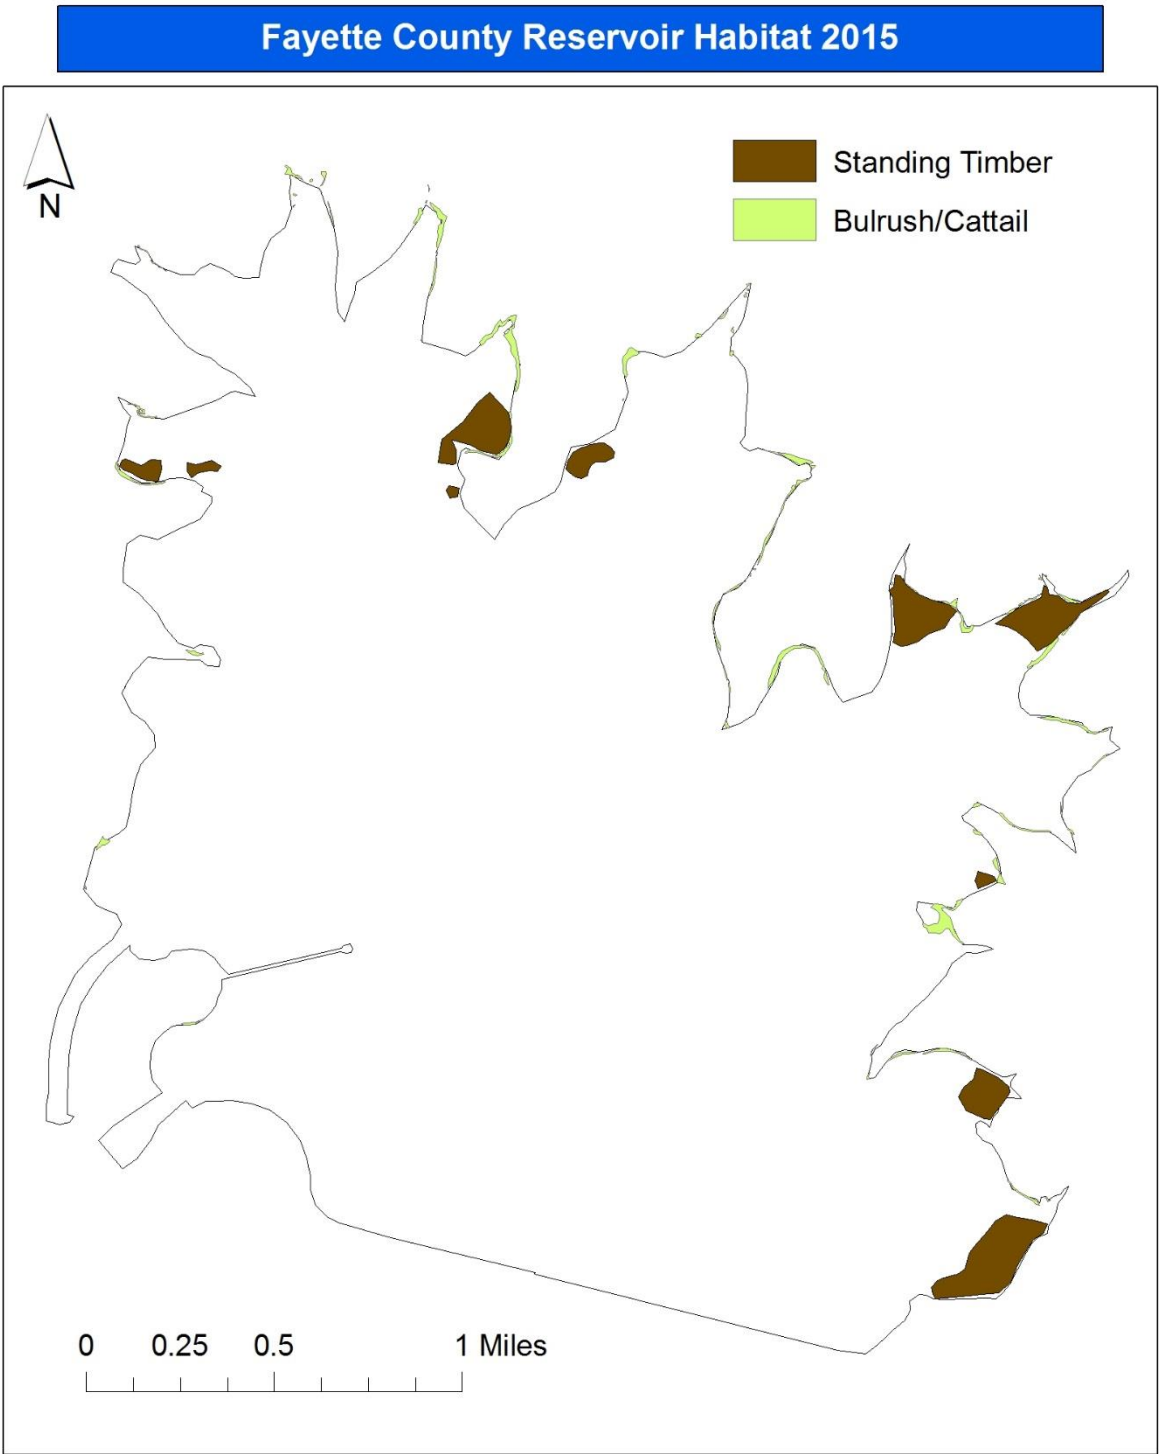 Fayette County Reservoir Habitat 2015
N
Standing Timber
Bulrush/Cattail
0 0.25 0.5 1 Miles